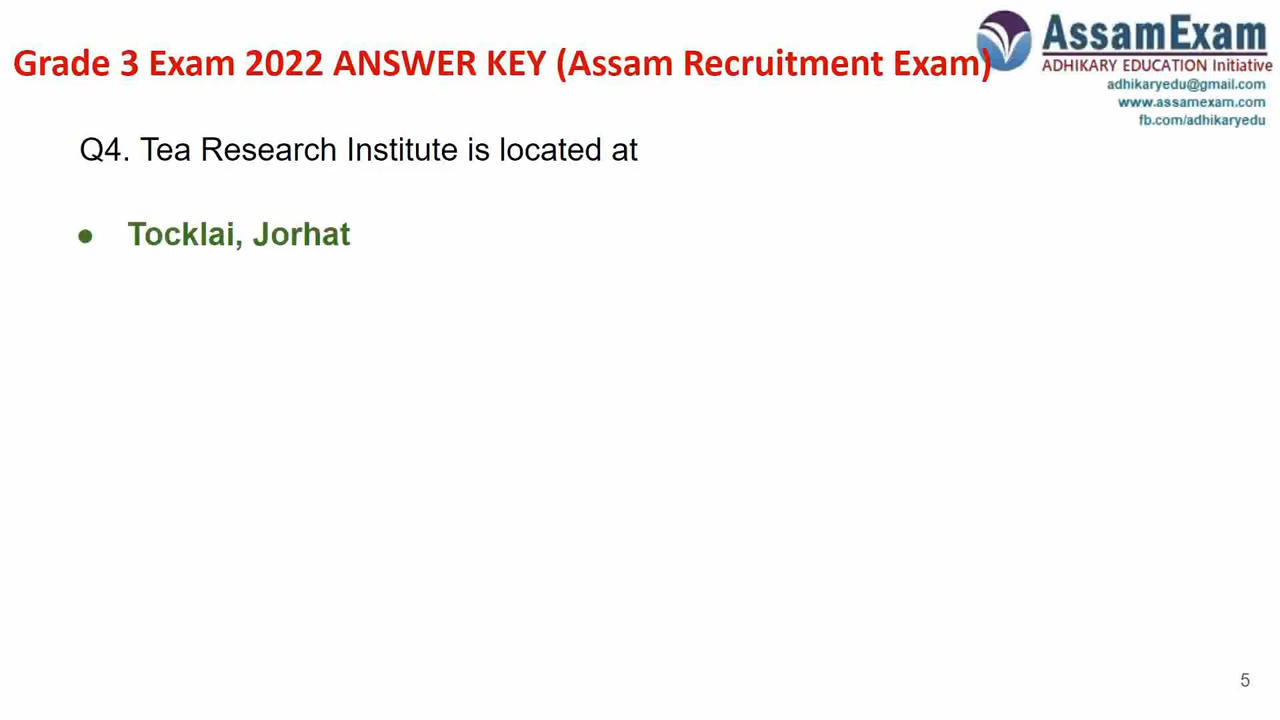 Grade 3 Exam 2022 ANSWER KEY (Assam Recruitment Exam)
AssamExam
ADHIKARY EDUCATION Initiative
adhikaryedu@gmail.com
www.assamexam.com
fb.com/adhikaryedu
Q4. Tea Research Institute is located at
● Tocklai, Jorhat
5